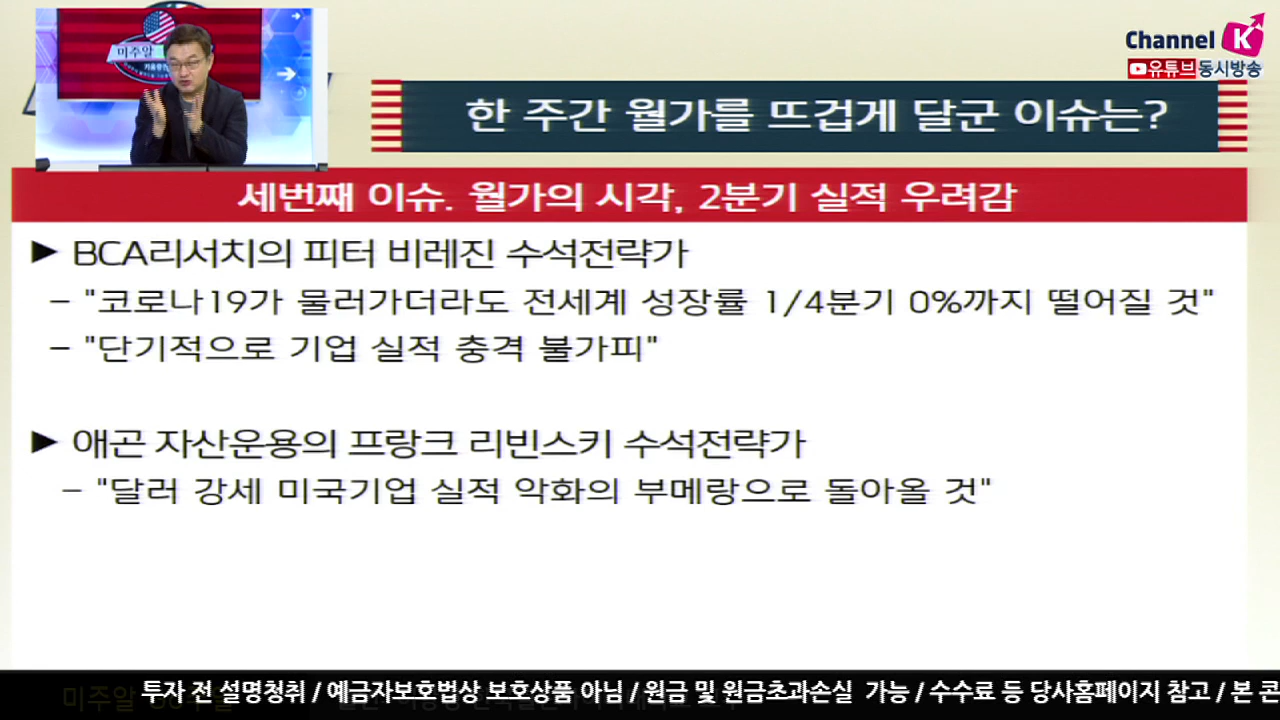 미주알
Channel K
유튜브 동시방송
한 주간 월가를 뜨겁게 달군 이슈는?
세번째 이슈. 월가의 시각, 2분기 실적 우려감
▶ BCA리서치의 피터 비레진 수석전략가
- "코로나19가 물러가더라도 전세계 성장률 1/4분기 0%까지 떨어질 것"
- "단기적으로 기업 실적 충격 불가피"
▶ 애곤 자산운용의 프랑크 리빈스키 수석전략가
- "달러 강세 미국기업 실적 악화의 부메랑으로 돌아올 것"
투자 전 설명청취 / 예금자보호법상 보호상품 아님 / 원금 및 원금초과손실 가능 / 수수료 등 당사홈페이지 참고 / 본 콘